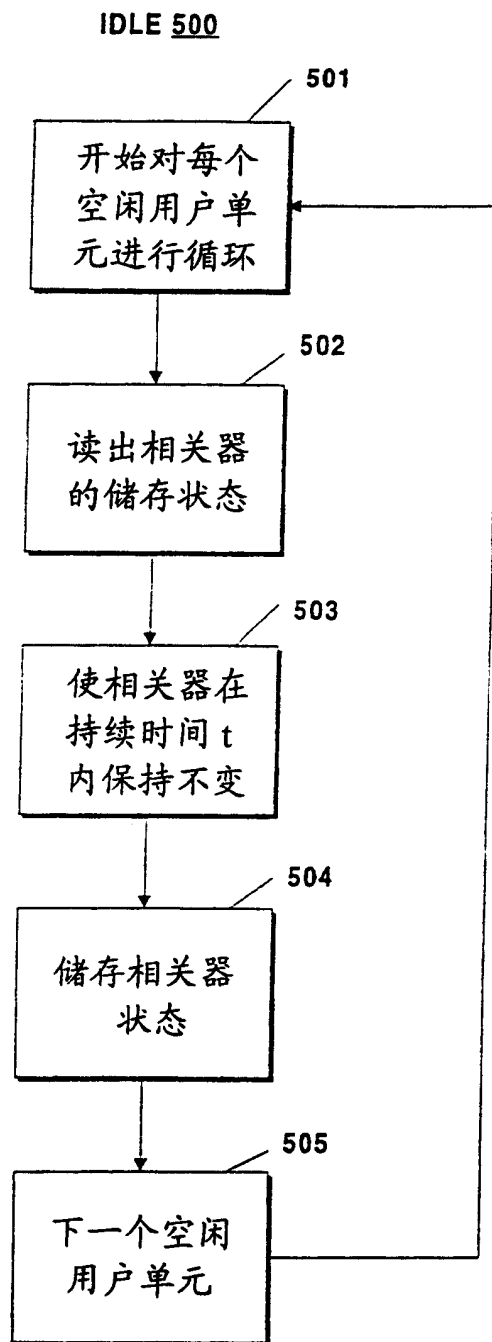 IDLE 500
501
开始对每个
空闲用户单
元进行循环
502
读出相关器
的储存状态
503
使相关器在
持续时间 t
内保持不变
504
储存相关器
状态
505
下一个空闲
用户单元